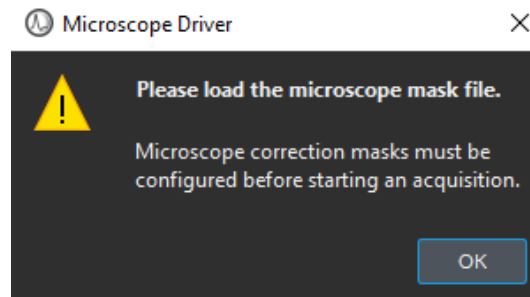 Microscope Driver
Please load the microscope mask file.
Microscope correction masks must be
configured before starting an acquisition.
OK